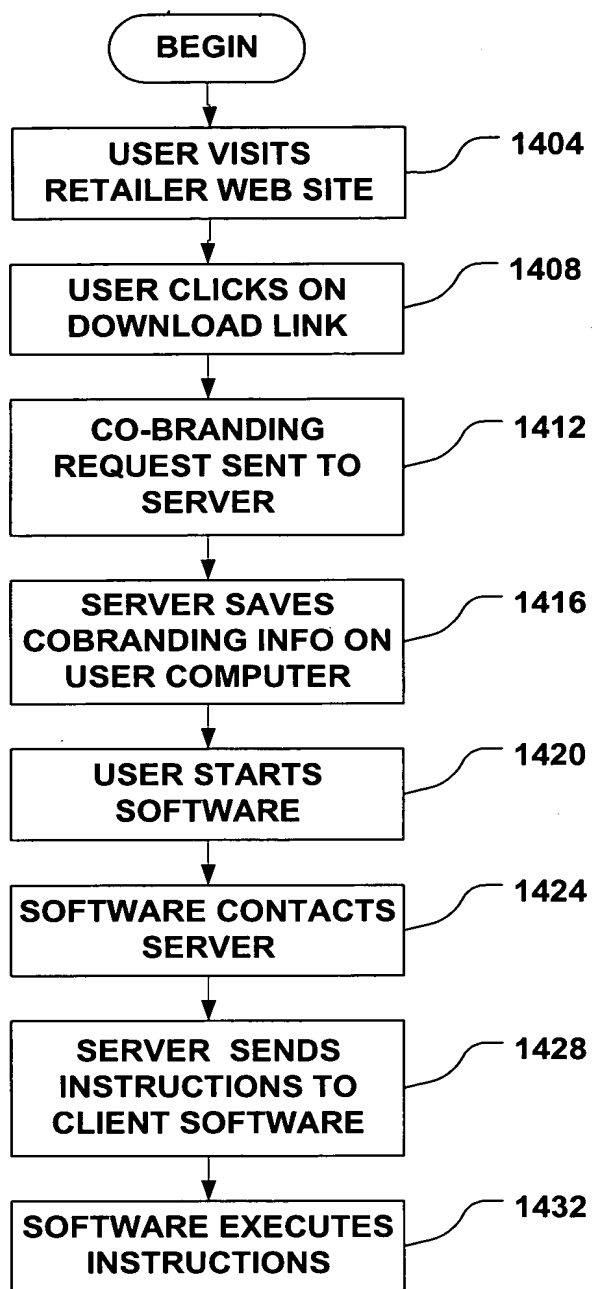 BEGIN
USER VISITS
RETAILER WEB SITE
1404
USER CLICKS ON
DOWNLOAD LINK
1408
CO-BRANDING
REQUEST SENT TO
SERVER
1412
SERVER SAVES
COBRANDING INFO ON
USER COMPUTER
1416
USER STARTS
SOFTWARE
1420
SOFTWARE CONTACTS
SERVER
1424
SERVER SENDS
INSTRUCTIONS TO
CLIENT SOFTWARE
1428
SOFTWARE EXECUTES
INSTRUCTIONS
1432